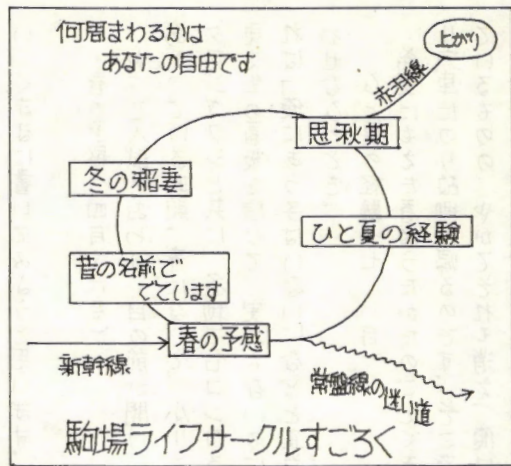 何周まわるかは
あなたの自由です
上がり
赤羽線
思秋期
冬の稲妻
ひと夏の経験
昔の名前で
でています
春の予感
新幹線
常盤線の迷い道
駒場ライフサークルすごろく